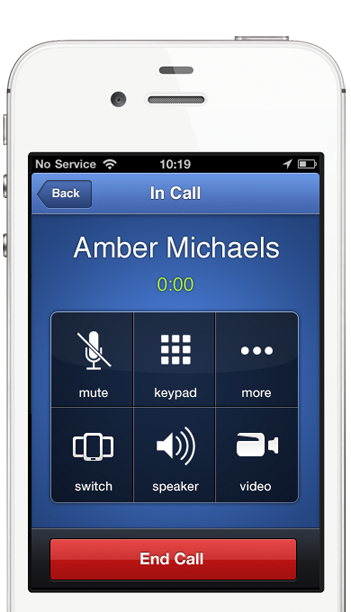 No Service 10:19
Back In Call
Amber Michaels
0:00
mute keypad more
switch speaker video
End Call